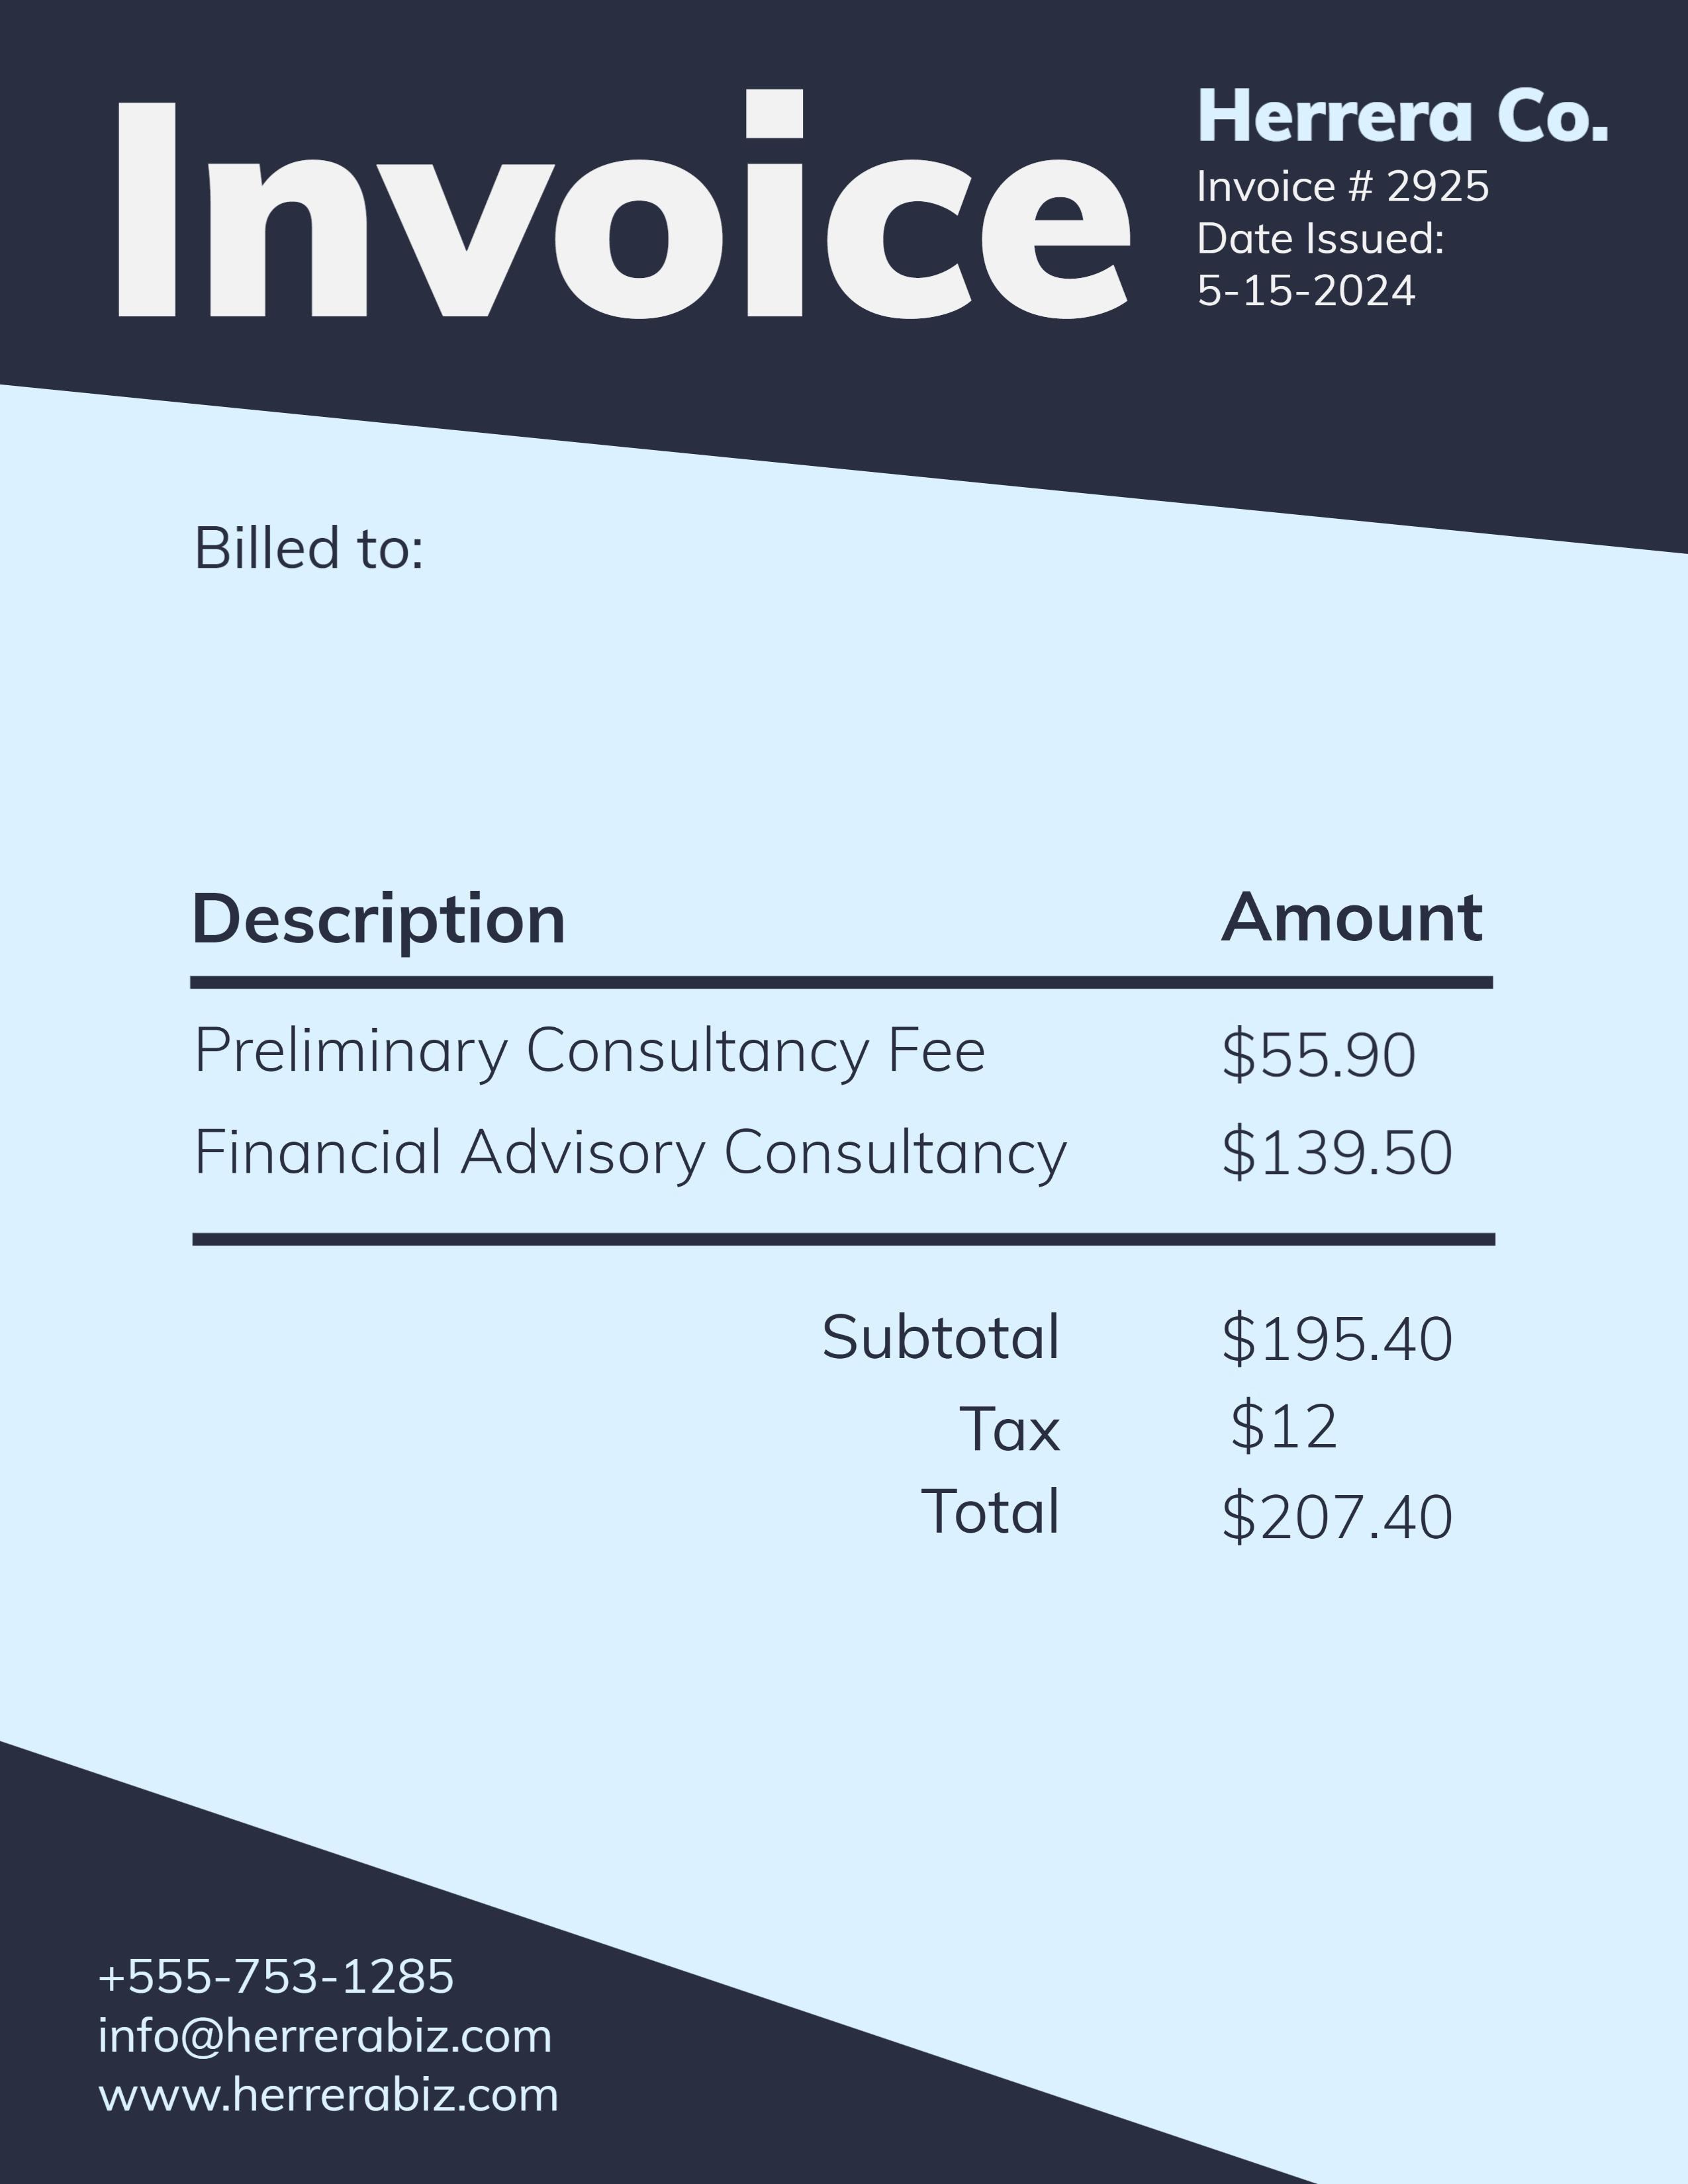 Invoice
Herrera Co.
Invoice # 2925
Date Issued:
5-15-2024
Billed to:
Description Amount
Preliminary Consultancy Fee $55.90
Financial Advisory Consultancy $139.50
Subtotal $195.40
Tax $12
Total $207.40
+555-753-1285
info@herrerabiz.com
www.herrerabiz.com